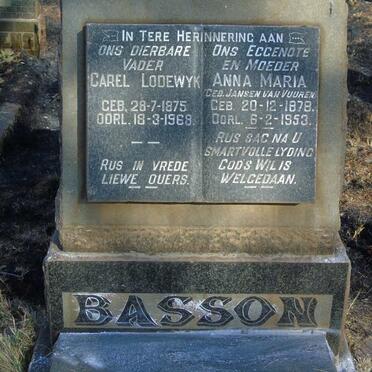 In Tere Herinnering aan
ons dierbare
Vader
Carel Lodewyk
Geb. 28-7-1875
Oorl. 18-3-1968.
Rus in vrede
liewe ouers.
Ons Eggenote
en Moeder
Anna Maria
(Geb. Jansen van Vuuren)
Geb. 20-12-1878.
Oorl. 6-2-1953.
Rus sag na u
smartvolle lyding
Gods wil is
welgedaan.
BASSON